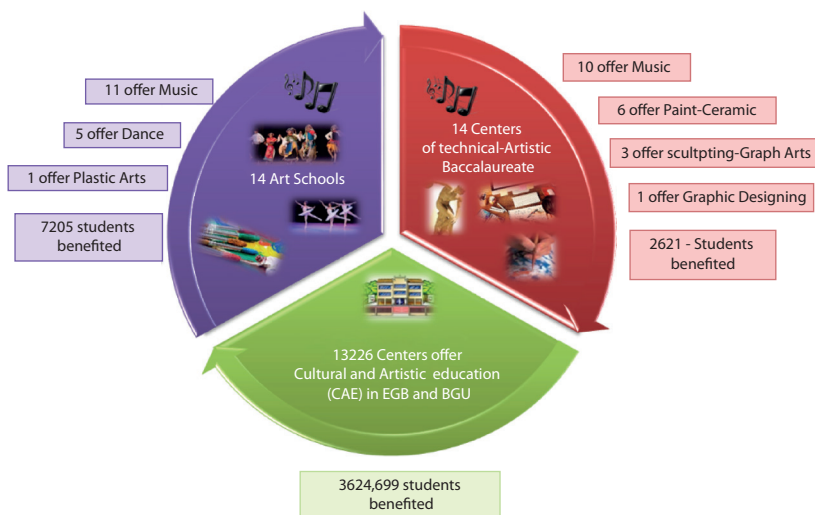 11 offer Music
5 offer Dance
1 offer Plastic Arts
7205 students
benefited
14 Art Schools
10 offer Music
6 offer Paint-Ceramic
3 offer scultpting-Graph Arts
1 offer Graphic Designing
2621 - Students
benefited
14 Centers
of technical-Artistic
Baccalaureate
13226 Centers offer
Cultural and Artistic education
(CAE) in EGB and BGU
3624,699 students
benefited